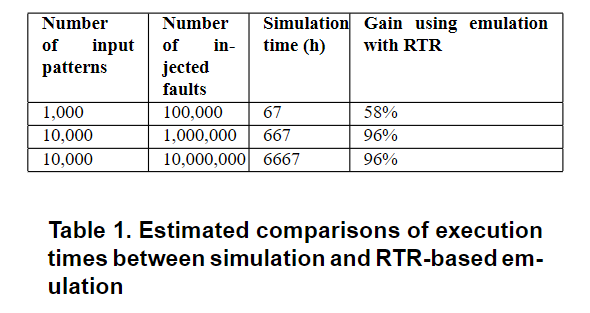 Number of input patterns Number of in- jected faults Simulation time (h) Gain using emulation with RTR
1,000 100,000 67 58%
10,000 1,000,000 667 96%
10,000 10,000,000 6667 96%
Table 1. Estimated comparisons of execution
times between simulation and RTR-based em-
ulation